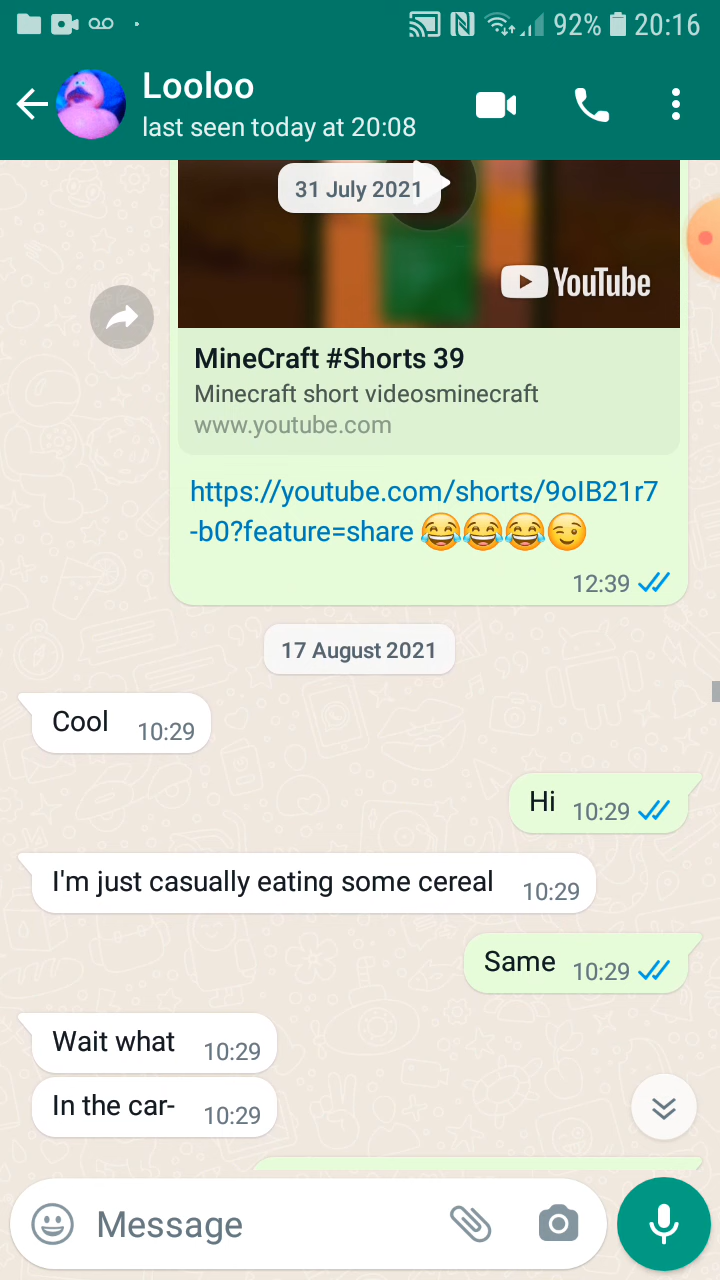 92% 20:16
Looloo
last seen today at 20:08
31 July 2021
YouTube
MineCraft #Shorts 39
Minecraft short videosminecraft
www.youtube.com
https://youtube.com/shorts/9oIB21r7
-b0?feature=share 😂😂😂😉
12:39
17 August 2021
Cool 10:29
Hi 10:29
I'm just casually eating some cereal 10:29
Same 10:29
Wait what 10:29
In the car- 10:29
Message